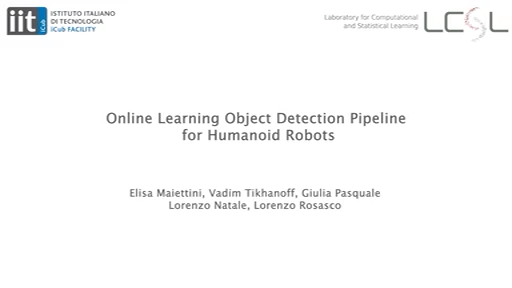 iit
iCub
ISTITUTO ITALIANO
DI TECNOLOGIA
iCub FACILITY
Laboratory for Computational
and Statistical Learning
LCSL
Online Learning Object Detection Pipeline
for Humanoid Robots
Elisa Maiettini, Vadim Tikhanoff, Giulia Pasquale
Lorenzo Natale, Lorenzo Rosasco